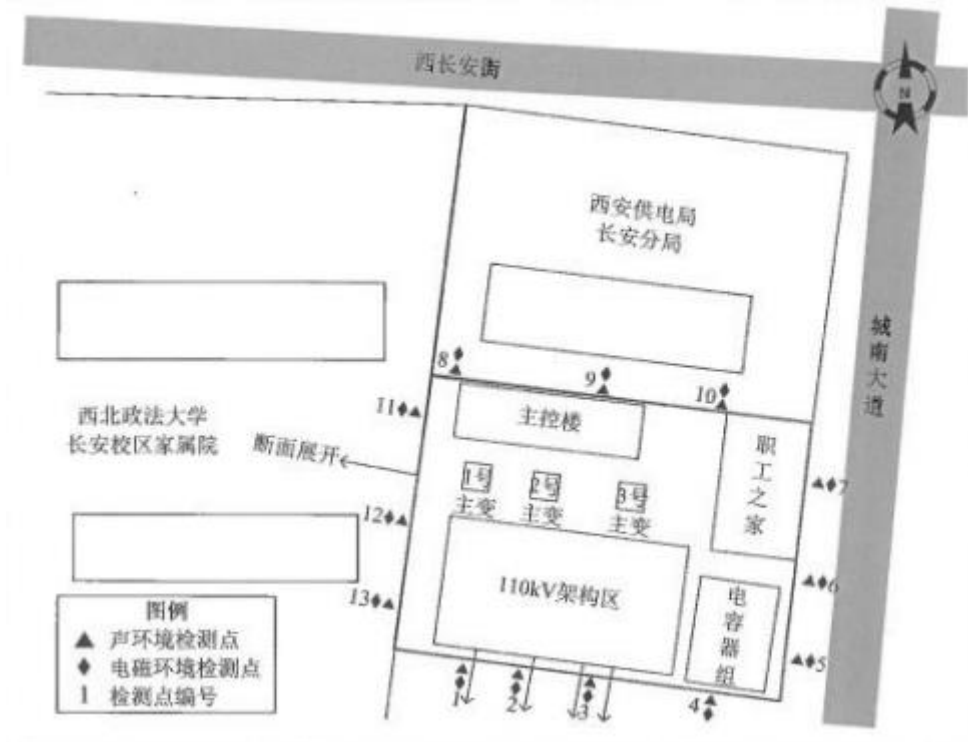 西长安街
N
西安供电局
长安分局
城南大道
8
9
10
11
西北政法大学
长安校区家属院
断面展开
主控楼
职工之家
1号
主变
2号
主变
3号
主变
7
12
110kV架构区
6
电容器组
13
5
图例
声环境检测点
电磁环境检测点
1 检测点编号
1
2
3
4